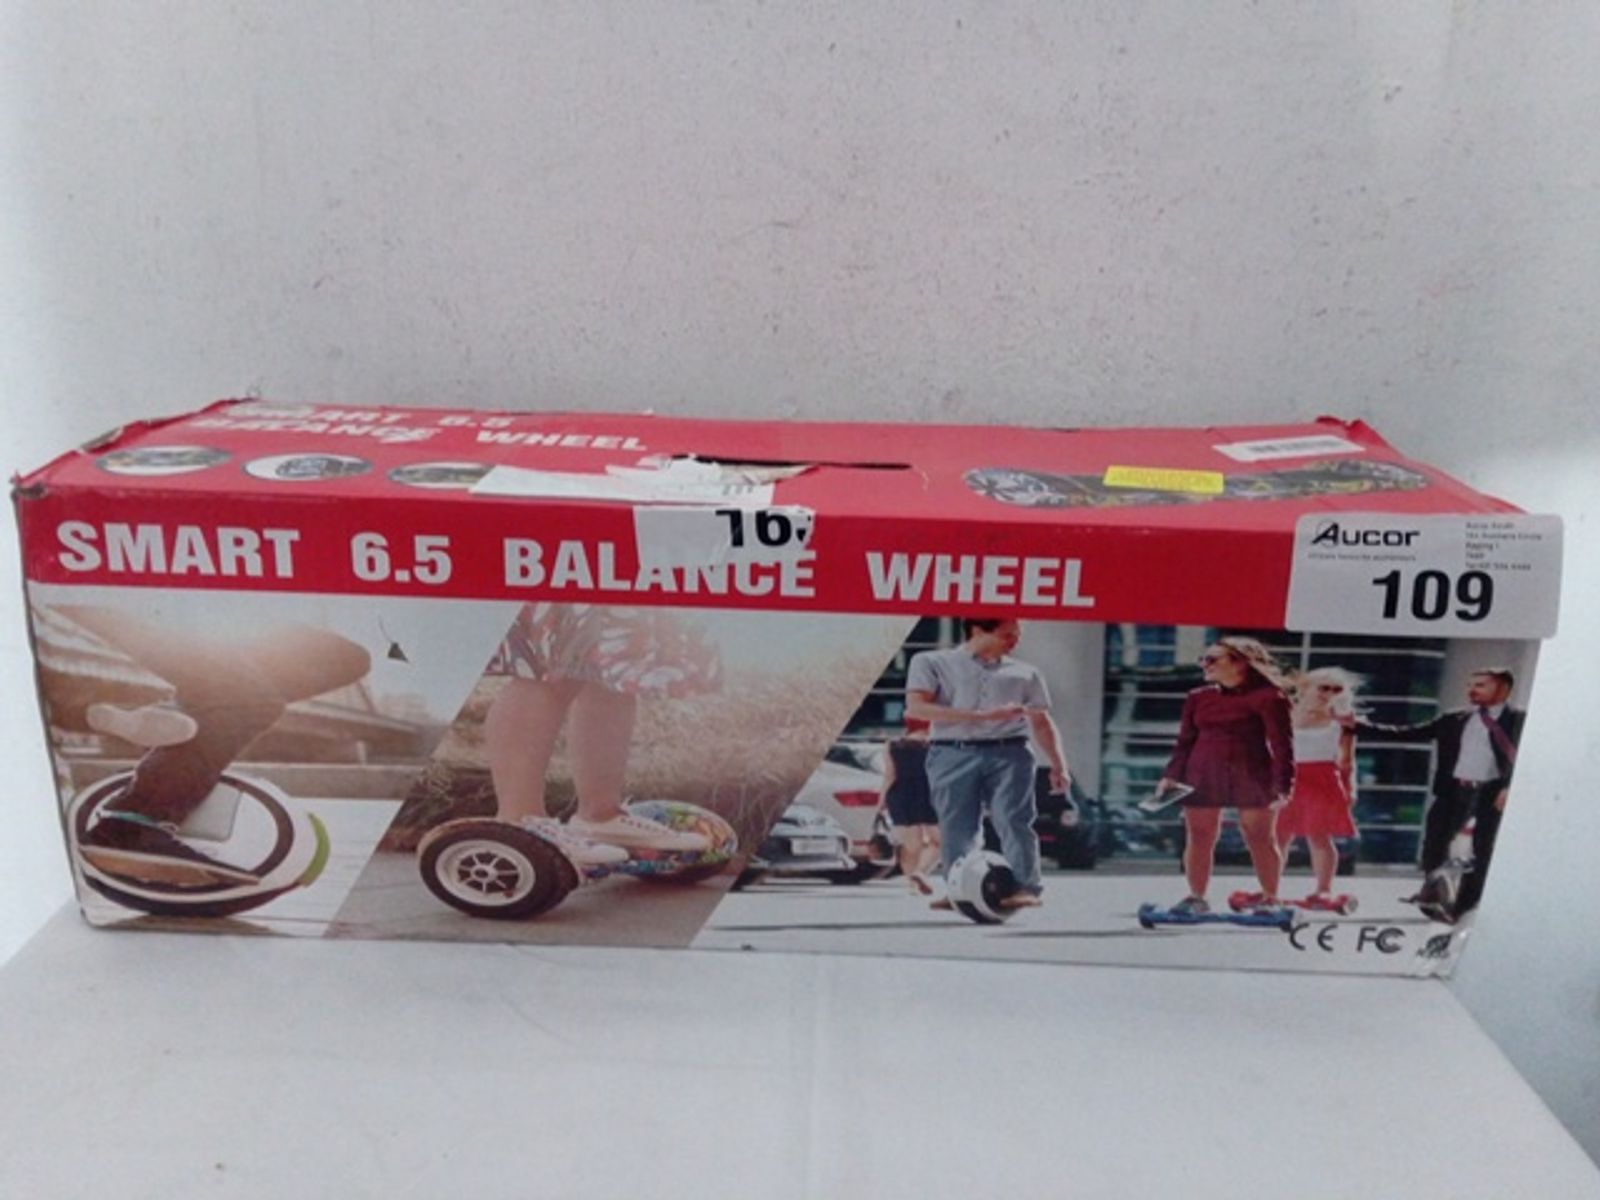 SMART 6.5
BALANCE WHEEL
SMART 6.5 BALANCE WHEEL
16
AUCOR
109
CE FC